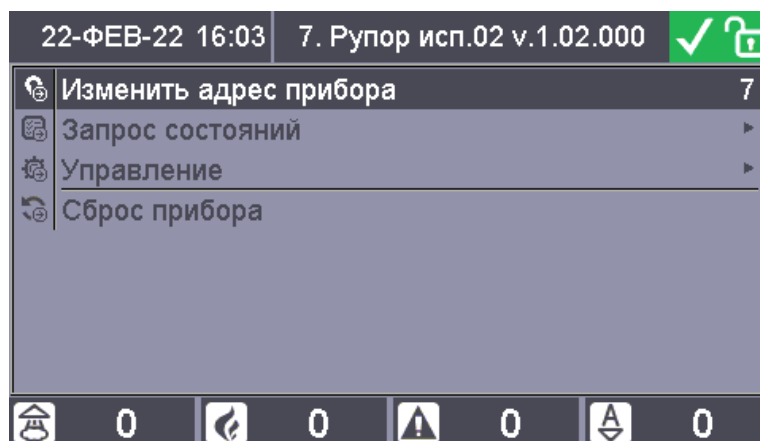 22-ФЕВ-22 16:03 7. Рупор исп.02 v.1.02.000
Изменить адрес прибора 7
Запрос состояний
Управление
Сброс прибора
0 0 0 A 0